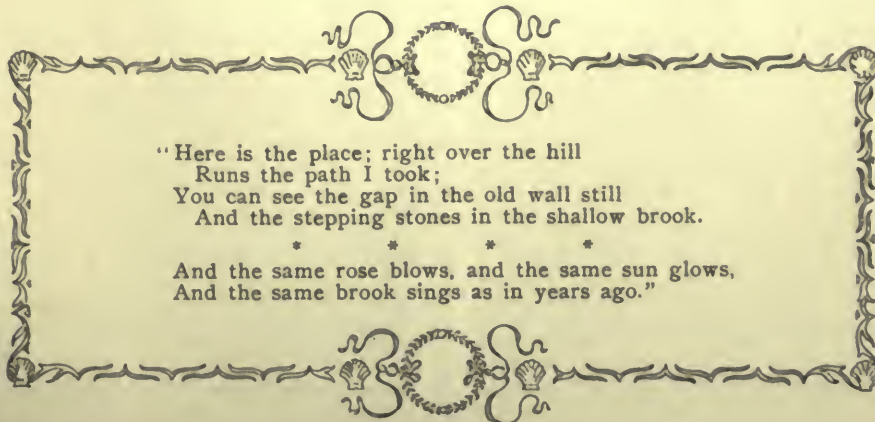 “Here is the place; right over the hill
Runs the path I took;
You can see the gap in the old wall still
And the stepping stones in the shallow brook.
* * * *
And the same rose blows, and the same sun glows,
And the same brook sings as in years ago.”